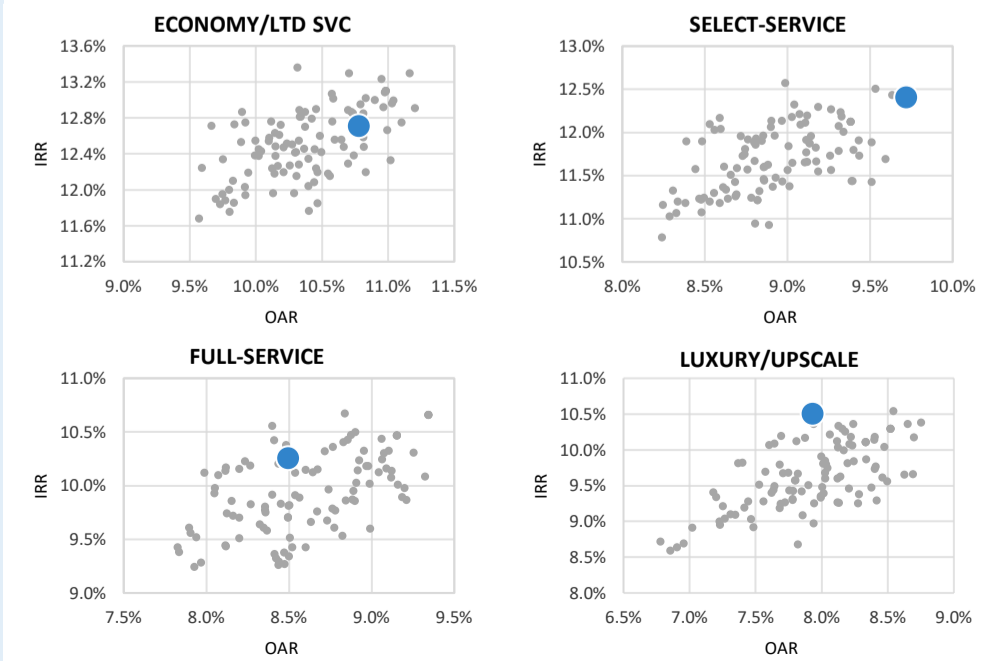 ECONOMY/LTD SVC
13.6%
13.2%
12.8%
12.4%
12.0%
11.6%
11.2%
IRR
9.0% 9.5% 10.0% 10.5% 11.0% 11.5%
OAR
SELECT-SERVICE
13.0%
12.5%
12.0%
11.5%
11.0%
10.5%
IRR
8.0% 8.5% 9.0% 9.5% 10.0%
OAR
FULL-SERVICE
11.0%
10.5%
10.0%
9.5%
9.0%
IRR
7.5% 8.0% 8.5% 9.0% 9.5%
OAR
LUXURY/UPSCALE
11.0%
10.5%
10.0%
9.5%
9.0%
8.5%
8.0%
IRR
6.5% 7.0% 7.5% 8.0% 8.5% 9.0%
OAR